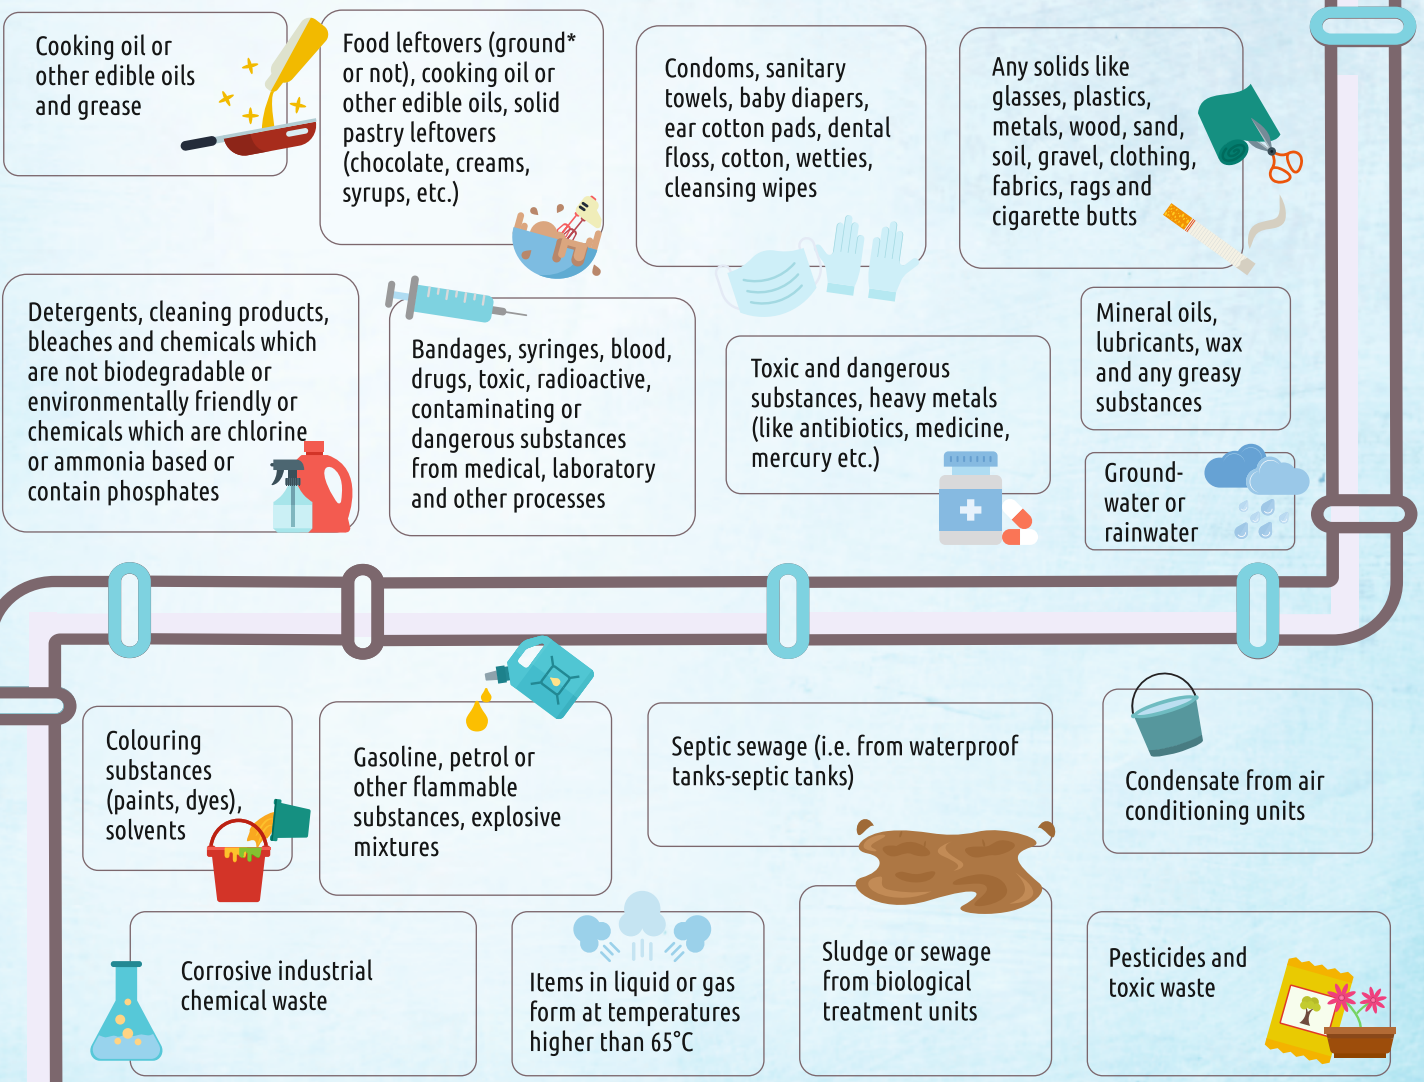 Cooking oil or
other edible oils
and grease
Food leftovers (ground*
or not), cooking oil or
other edible oils, solid
pastry leftovers
(chocolate, creams,
syrups, etc.)
Condoms, sanitary
towels, baby diapers,
ear cotton pads, dental
floss, cotton, wetties,
cleansing wipes
Any solids like
glasses, plastics,
metals, wood, sand,
soil, gravel, clothing,
fabrics, rags and
cigarette butts
Detergents, cleaning products,
bleaches and chemicals which
are not biodegradable or
environmentally friendly or
chemicals which are chlorine
or ammonia based or
contain phosphates
Bandages, syringes, blood,
drugs, toxic, radioactive,
contaminating or
dangerous substances
from medical, laboratory
and other processes
Toxic and dangerous
substances, heavy metals
(like antibiotics, medicine,
mercury etc.)
Mineral oils,
lubricants, wax
and any greasy
substances
Ground-
water or
rainwater
Colouring
substances
(paints, dyes),
solvents
Gasoline, petrol or
other flammable
substances, explosive
mixtures
Septic sewage (i.e. from waterproof
tanks-septic tanks)
Condensate from air
conditioning units
Corrosive industrial
chemical waste
Items in liquid or gas
form at temperatures
higher than 65°C
Sludge or sewage
from biological
treatment units
Pesticides and
toxic waste